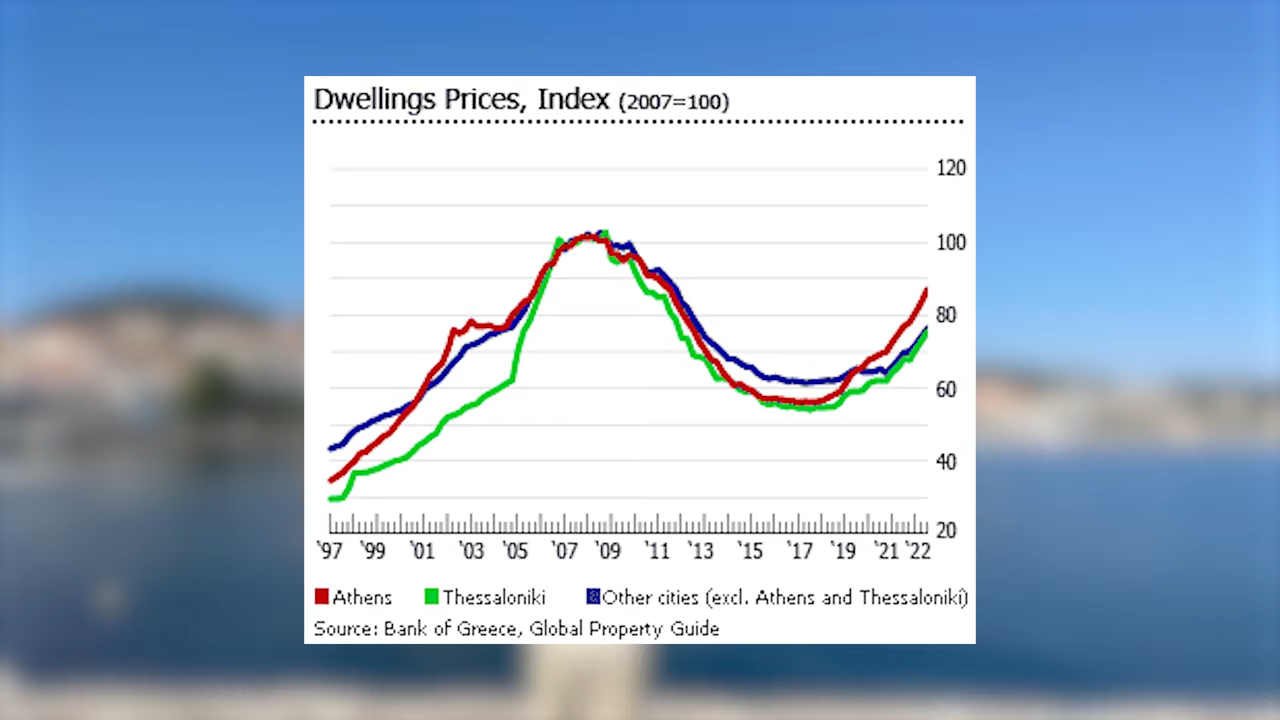 Dwellings Prices, Index (2007=100)
120
100
80
60
40
20
‛97 ‛99 ‛01 ‛03 ‛05 ‛07 ‛09 ‛11 ‛13 ‛15 ‛17 ‛19 ‛21 ‛22
Athens Thessaloniki Other cities (excl. Athens and Thessaloniki)
Source: Bank of Greece, Global Property Guide